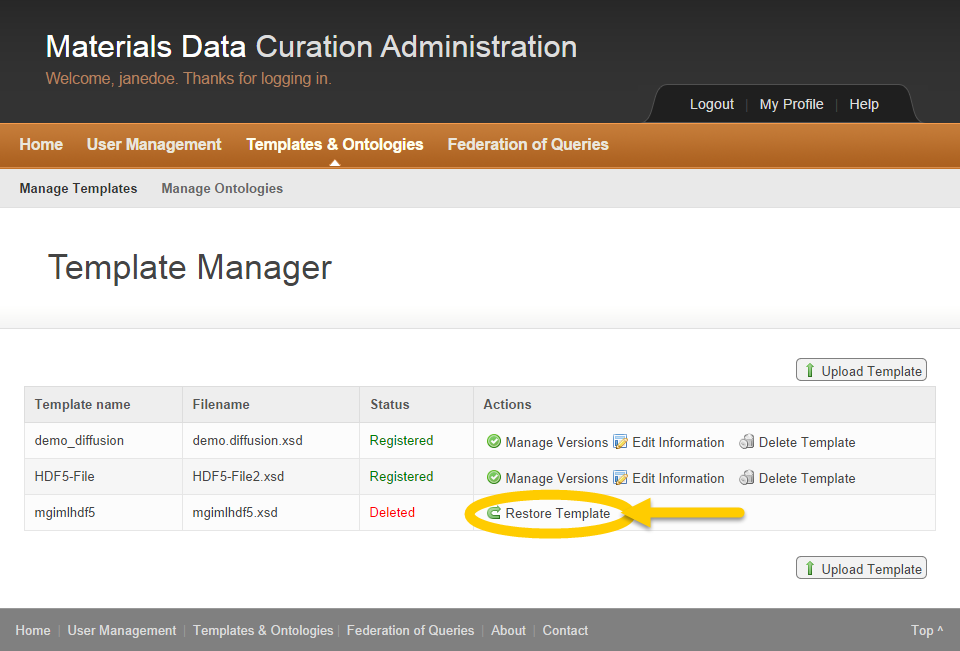 Materials Data Curation Administration
Welcome, janedoe. Thanks for logging in.
Logout | My Profile | Help
Home User Management Templates & Ontologies Federation of Queries
Manage Templates Manage Ontologies
Template Manager
Upload Template
Template name Filename Status Actions
demo_diffusion demo.diffusion.xsd Registered Manage Versions Edit Information Delete Template
HDF5-File HDF5-File2.xsd Registered Manage Versions Edit Information Delete Template
mgimlhdf5 mgimlhdf5.xsd Deleted Restore Template
Upload Template
Home | User Management | Templates & Ontologies | Federation of Queries | About | Contact Top ^